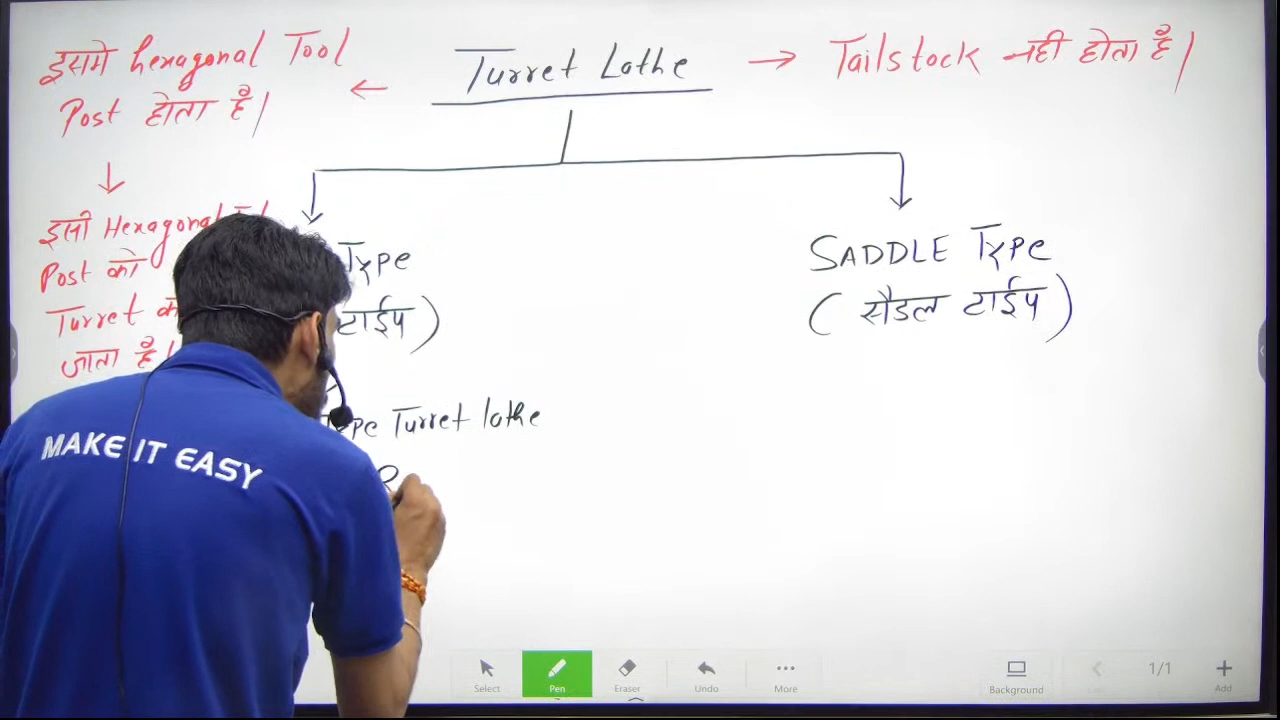 इसमे hexagonal Tool
Post होता है|
↓
इसी Hexagonal
Post को
Turret
जाता है|
Turret Lathe
→ Tailstock नही होता है|
Type
टाईप)
SADDLE Type
(सैडल टाईप)
Type Turret lathe
MAKE IT EASY
Select
Pen
Eraser
Undo
More
Background
1/1
Add